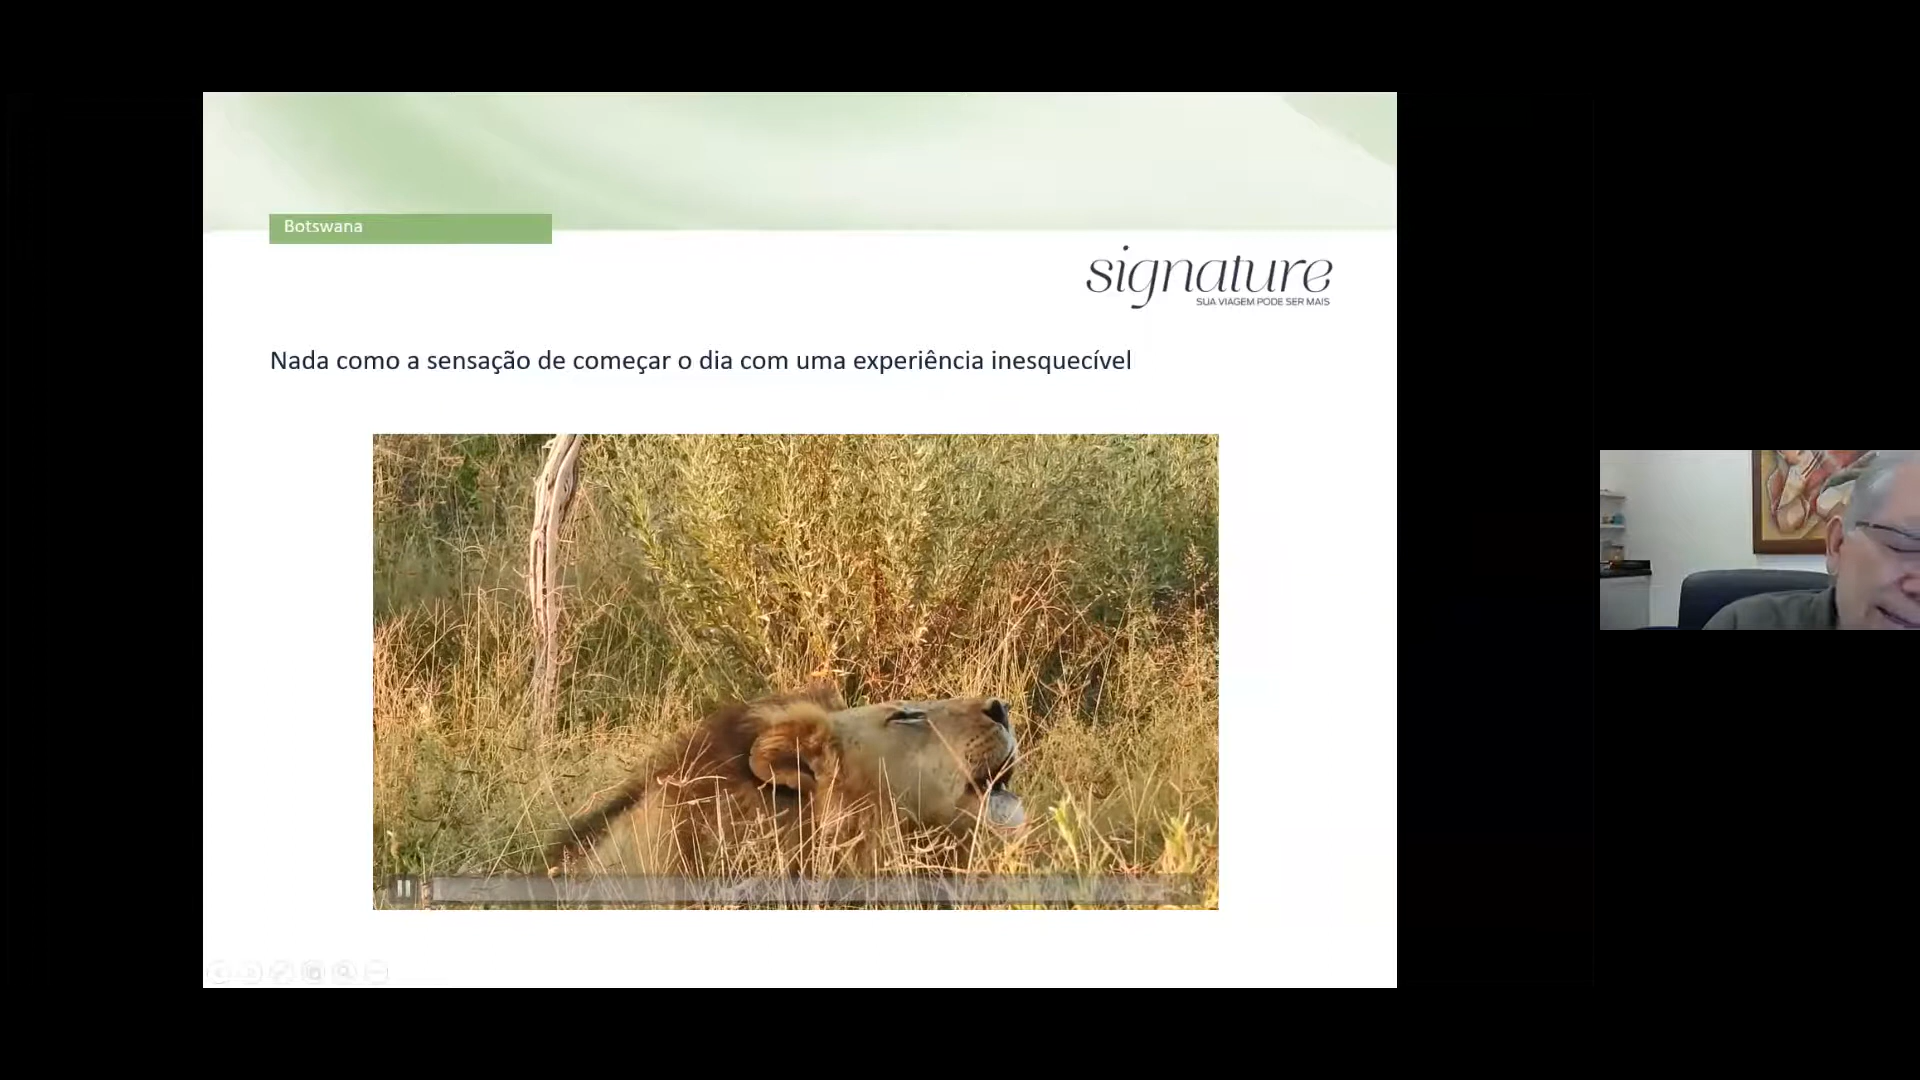 Botswana
signature
SUA VIAGEM PODE SER MAIS
Nada como a sensação de começar o dia com uma experiência inesquecível